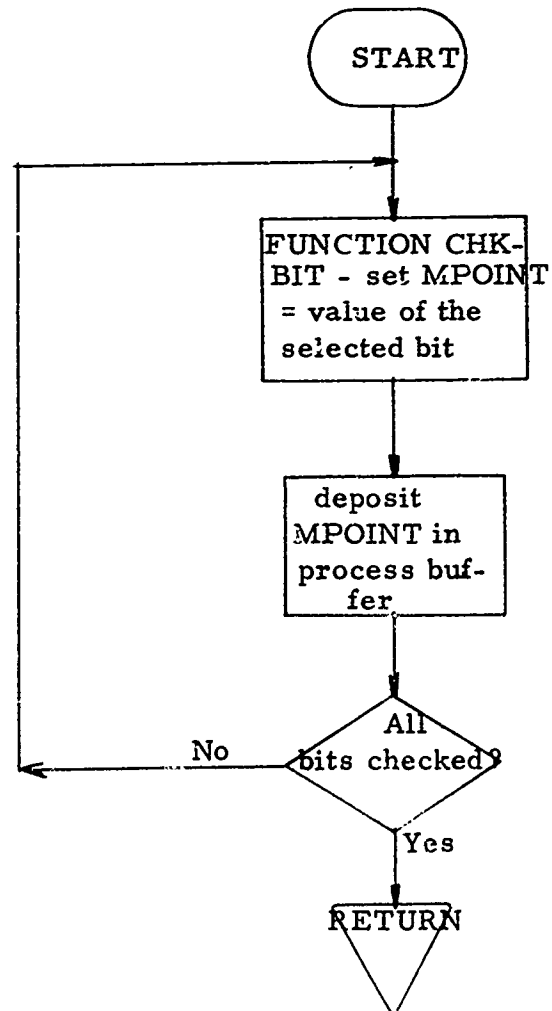 START
FUNCTION CHK-
BIT - set MPOINT
= value of the
selected bit
deposit
MPOINT in
process buf-
fer
All
bits checked?
No
Yes
RETURN